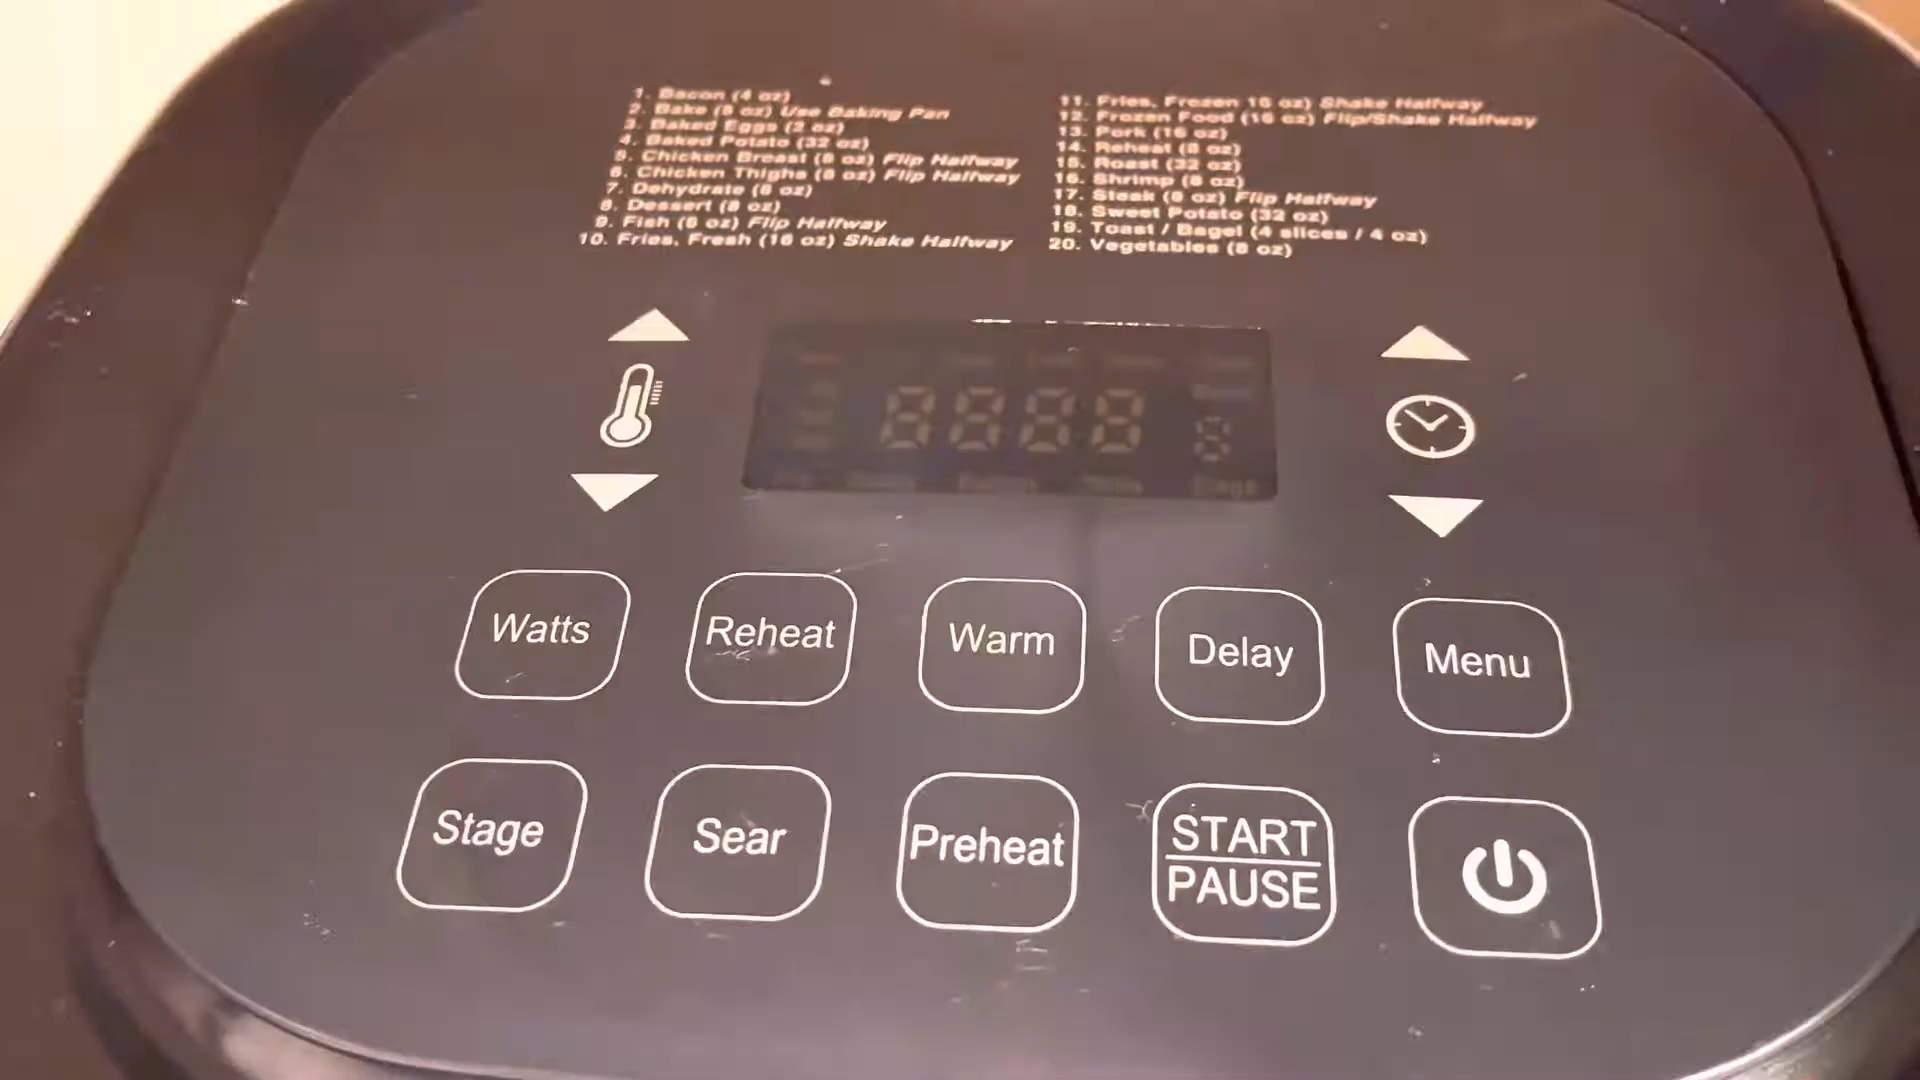 1. Bacon (4 oz)
2. Bake (8 oz) Use Baking Pan
3. Baked Eggs (2 oz)
4. Baked Potato (32 oz)
5. Chicken Breast (8 oz) Flip Halfway
6. Chicken Thighs (8 oz) Flip Halfway
7. Dehydrate (8 oz)
8. Dessert (8 oz)
9. Fish (6 oz) Flip Halfway
10. Fries, Fresh (16 oz) Shake Halfway
11. Fries, Frozen 16 oz) Shake Halfway
12. Frozen Food (16 oz) Flip/Shake Halfway
13. Pork (16 oz)
14. Reheat (8 oz)
15. Roast (32 oz)
16. Shrimp (8 oz)
17. Steak (6 oz) Flip Halfway
18. Sweet Potato (32 oz)
19. Toast / Bagel (4 slices / 4 oz)
20. Vegetables (8 oz)
8888 8
Stage
Watts
Reheat
Warm
Delay
Menu
Stage
Sear
Preheat
START
PAUSE